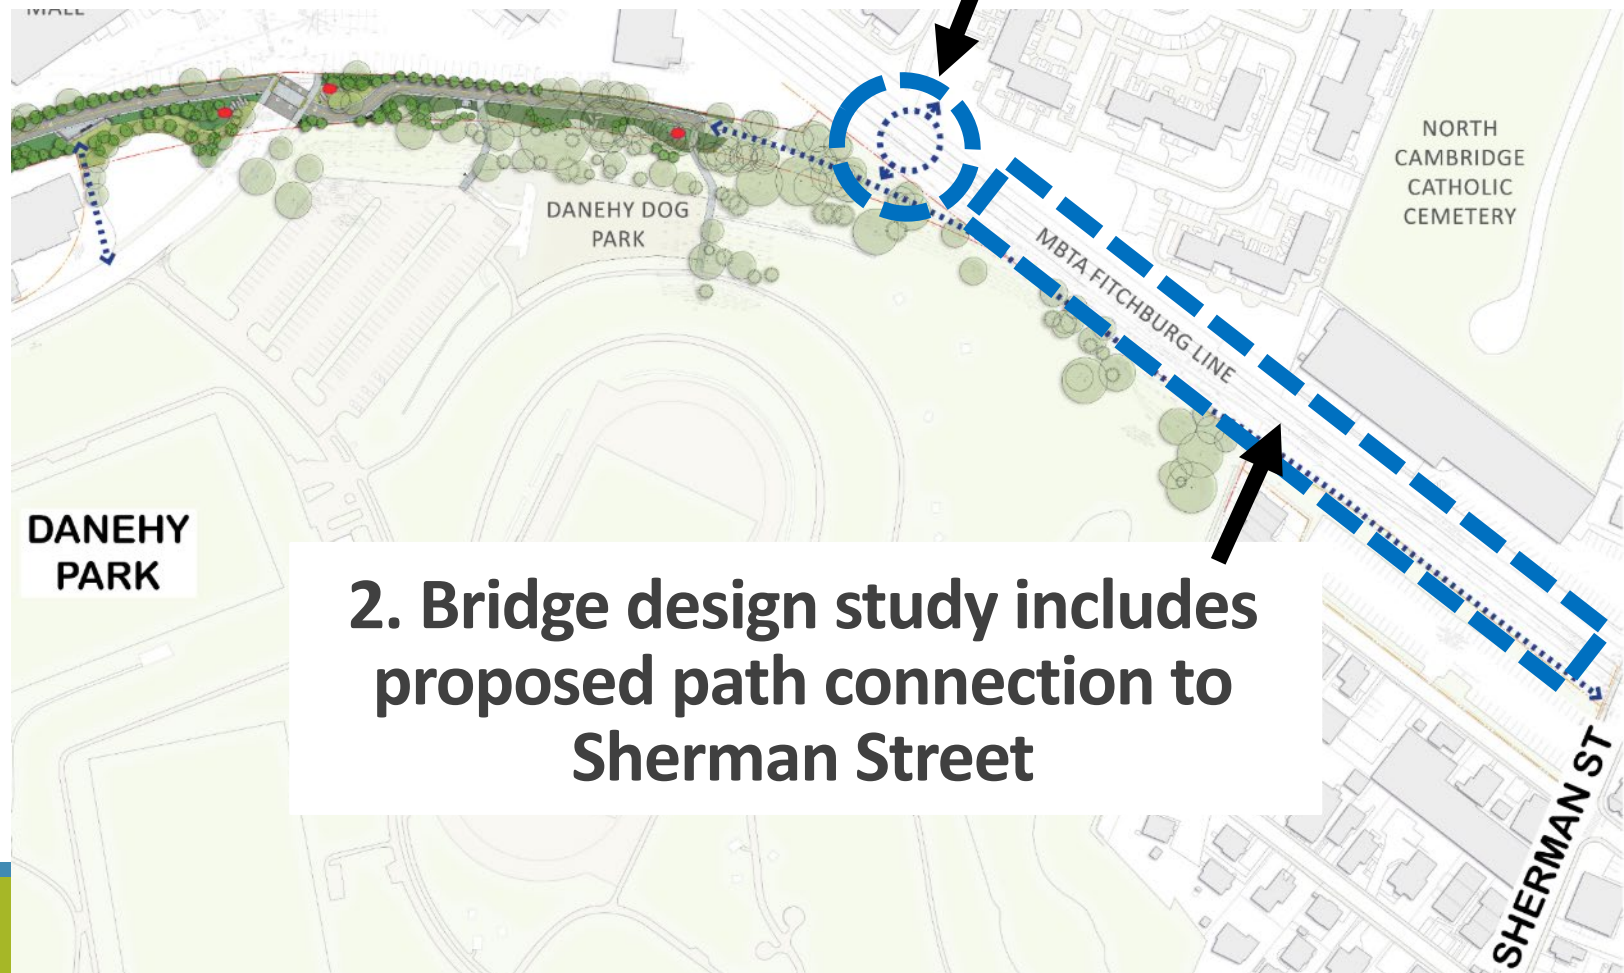 MALL
NORTH
CAMBRIDGE
CATHOLIC
CEMETERY
DANEHY DOG
PARK
MBTA FITCHBURG LINE
DANEHY
PARK
2. Bridge design study includes
proposed path connection to
Sherman Street
SHERMAN ST